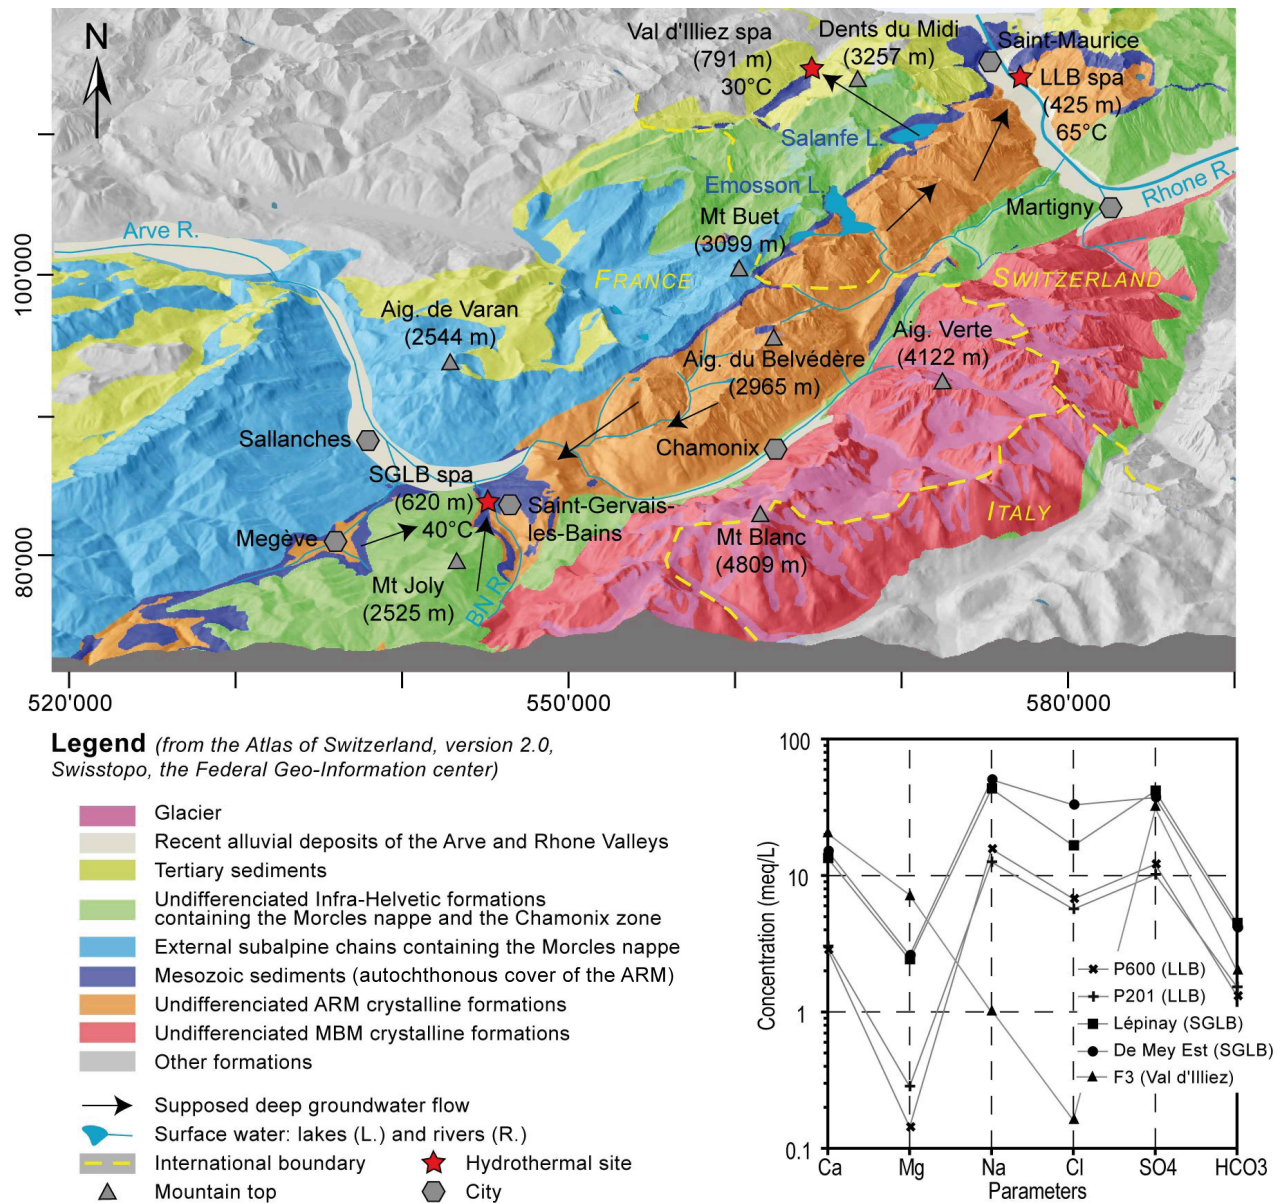 N
Val d'Illiez spa
(791 m)
30°C
Dents du Midi
(3257 m)
Saint-Maurice
LLB spa
(425 m)
65°C
Salanfe L.
Emosson L.
Rhone R.
Martigny
Mt Buet
(3099 m)
Arve R.
FRANCE
SWITZERLAND
Aig. de Varan
(2544 m)
Aig. Verte
(4122 m)
Aig. du Belvédère
(2965 m)
Sallanches
Chamonix
SGLB spa
(620 m)
40°C
Saint-Gervais-
les-Bains
ITALY
Megève
Mt Blanc
(4809 m)
Mt Joly
(2525 m)
BN R.
100'000
80'000
520'000
550'000
580'000
Legend (from the Atlas of Switzerland, version 2.0,
Swisstopo, the Federal Geo-Information center)
Glacier
Recent alluvial deposits of the Arve and Rhone Valleys
Tertiary sediments
Undifferentiated Infra-Helvetic formations
containing the Morcles nappe and the Chamonix zone
External subalpine chains containing the Morcles nappe
Mesozoic sediments (autochthonous cover of the ARM)
Undifferentiated ARM crystalline formations
Undifferentiated MBM crystalline formations
Other formations
Supposed deep groundwater flow
Surface water: lakes (L.) and rivers (R.)
International boundary
Hydrothermal site
Mountain top
City
100
10
1
0.1
Concentration (meq/L)
P600 (LLB)
P201 (LLB)
Lépinay (SGLB)
De Mey Est (SGLB)
F3 (Val d'Illiez)
Ca
Mg
Na
Cl
SO4
HCO3
Parameters